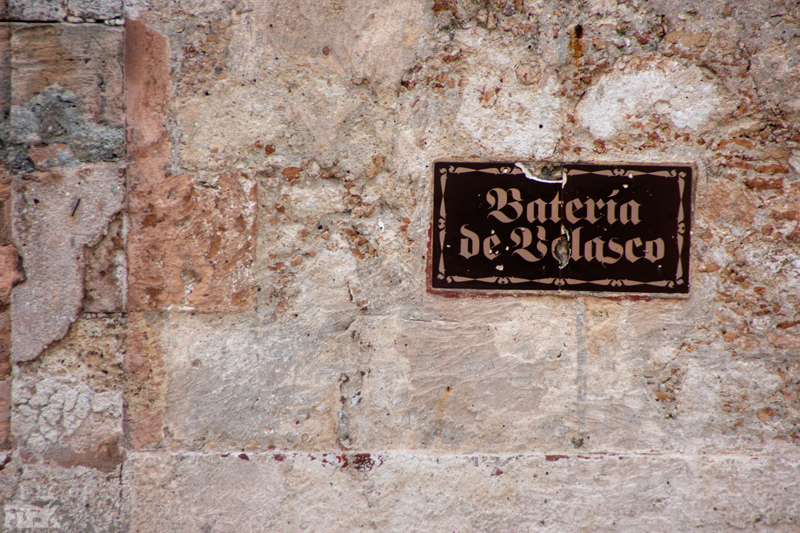 Batería
de Velasco